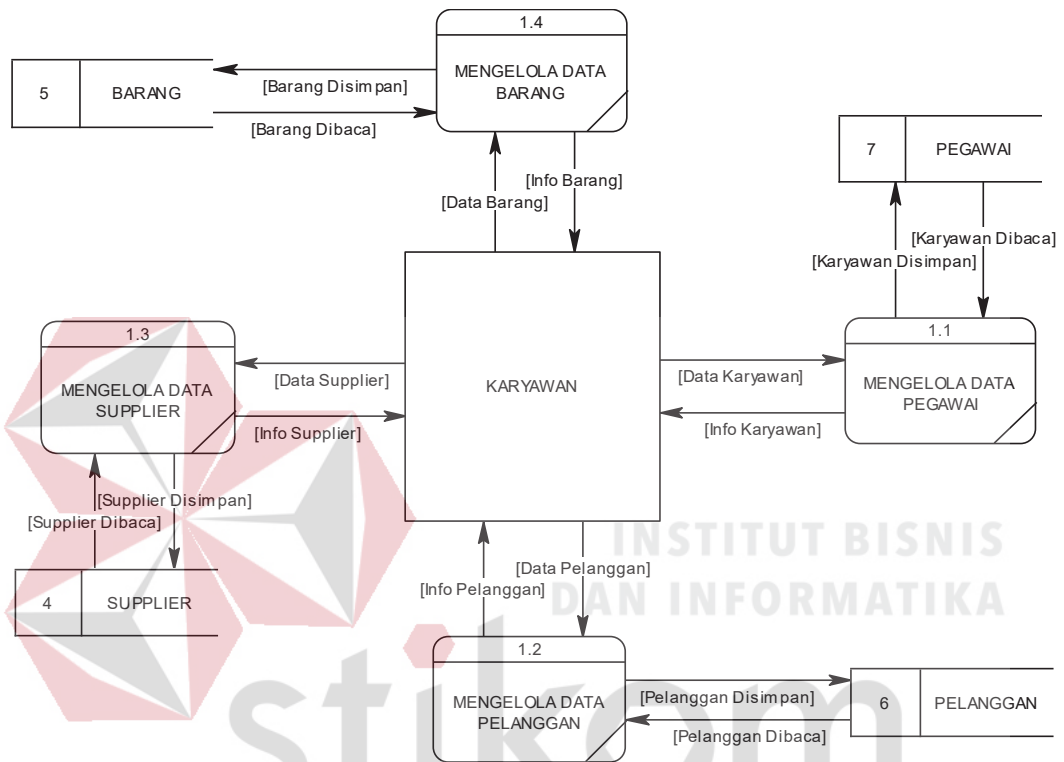 1.4
MENGELOLA DATA
BARANG
5
BARANG
[Barang Disimpan]
[Barang Dibaca]
[Data Barang]
[Info Barang]
7
PEGAWAI
[Karyawan Dibaca]
[Karyawan Disimpan]
1.3
MENGELOLA DATA
SUPPLIER
[Data Supplier]
[Info Supplier]
KARYAWAN
[Data Karyawan]
[Info Karyawan]
1.1
MENGELOLA DATA
PEGAWAI
[Supplier Disimpan]
[Supplier Dibaca]
4
SUPPLIER
[Data Pelanggan]
[Info Pelanggan]
INSTITUT BISNIS
DAN INFORMATIKA
stikom
1.2
MENGELOLA DATA
PELANGGAN
[Pelanggan Disimpan]
[Pelanggan Dibaca]
6
PELANGGAN